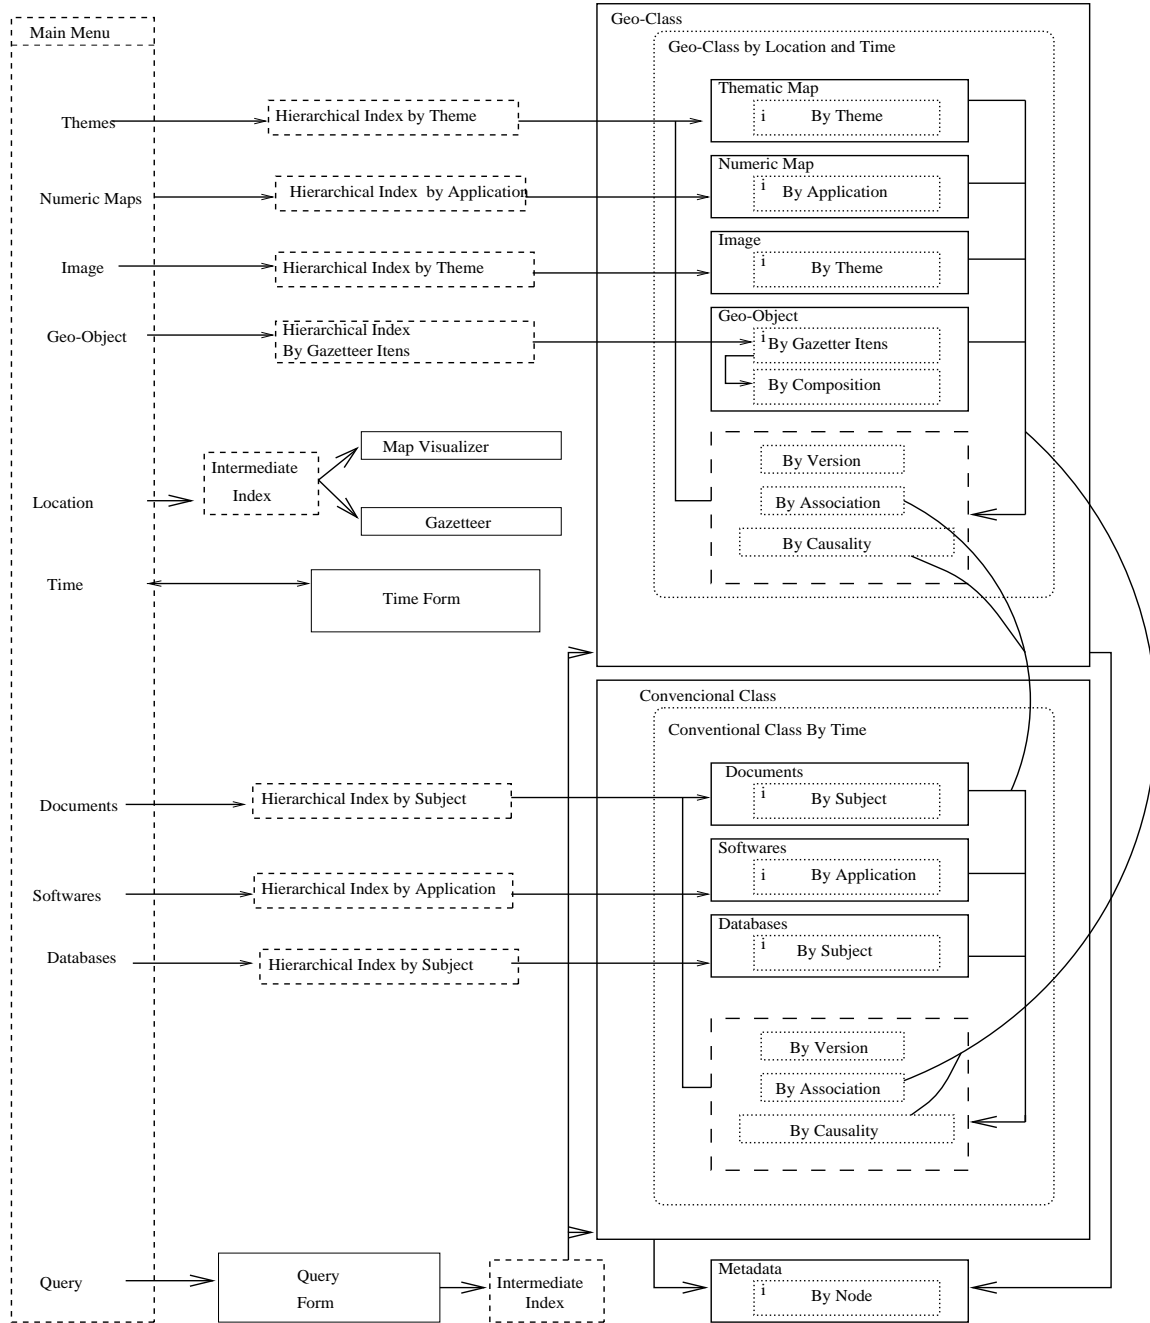 Main Menu
Themes
Numeric Maps
Image
Geo-Object
Location
Time
Documents
Softwares
Databases
Query
Hierarchical Index by Theme
Hierarchical Index by Application
Hierarchical Index by Theme
Hierarchical Index
By Gazetteer Itens
Intermediate
Index
Map Visualizer
Gazetteer
Time Form
Hierarchical Index by Subject
Hierarchical Index by Application
Hierarchical Index by Subject
Query
Form
Intermediate
Index
Geo-Class
Geo-Class by Location and Time
Thematic Map
i By Theme
Numeric Map
i By Application
Image
i By Theme
Geo-Object
i By Gazetter Itens
By Composition
By Version
By Association
By Causality
Convencional Class
Conventional Class By Time
Documents
i By Subject
Softwares
i By Application
Databases
i By Subject
By Version
By Association
By Causality
Metadada
i By Node